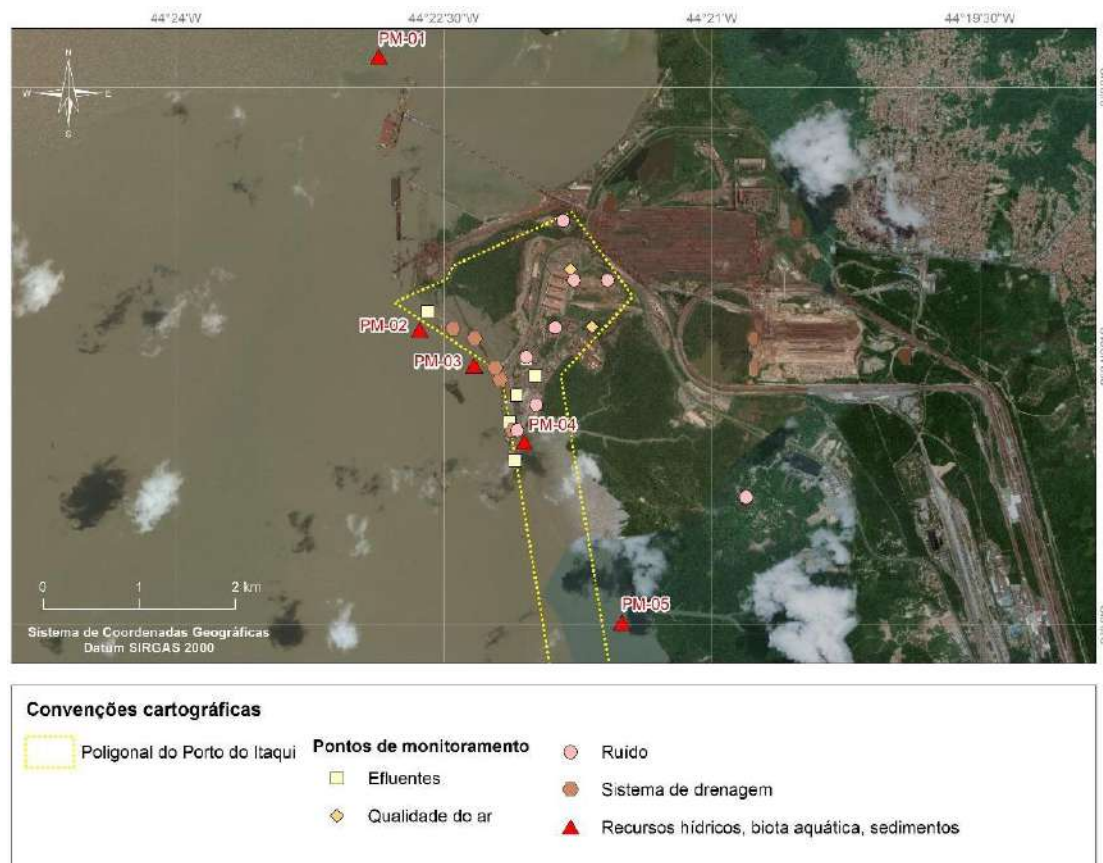 44°24'W 44°22'30"W 44°21'W 44°19'30"W
PM-01
N
W E
S
PM-02
PM-03
PM-04
PM-05
0 1 2 km
Sistema de Coordenadas Geográficas
Datum SIRGAS 2000
Convenções cartográficas
Poligonal do Porto do Itaqui
Pontos de monitoramento
Efluentes
Qualidade do ar
Ruído
Sistema de drenagem
Recursos hídricos, biota aquática, sedimentos